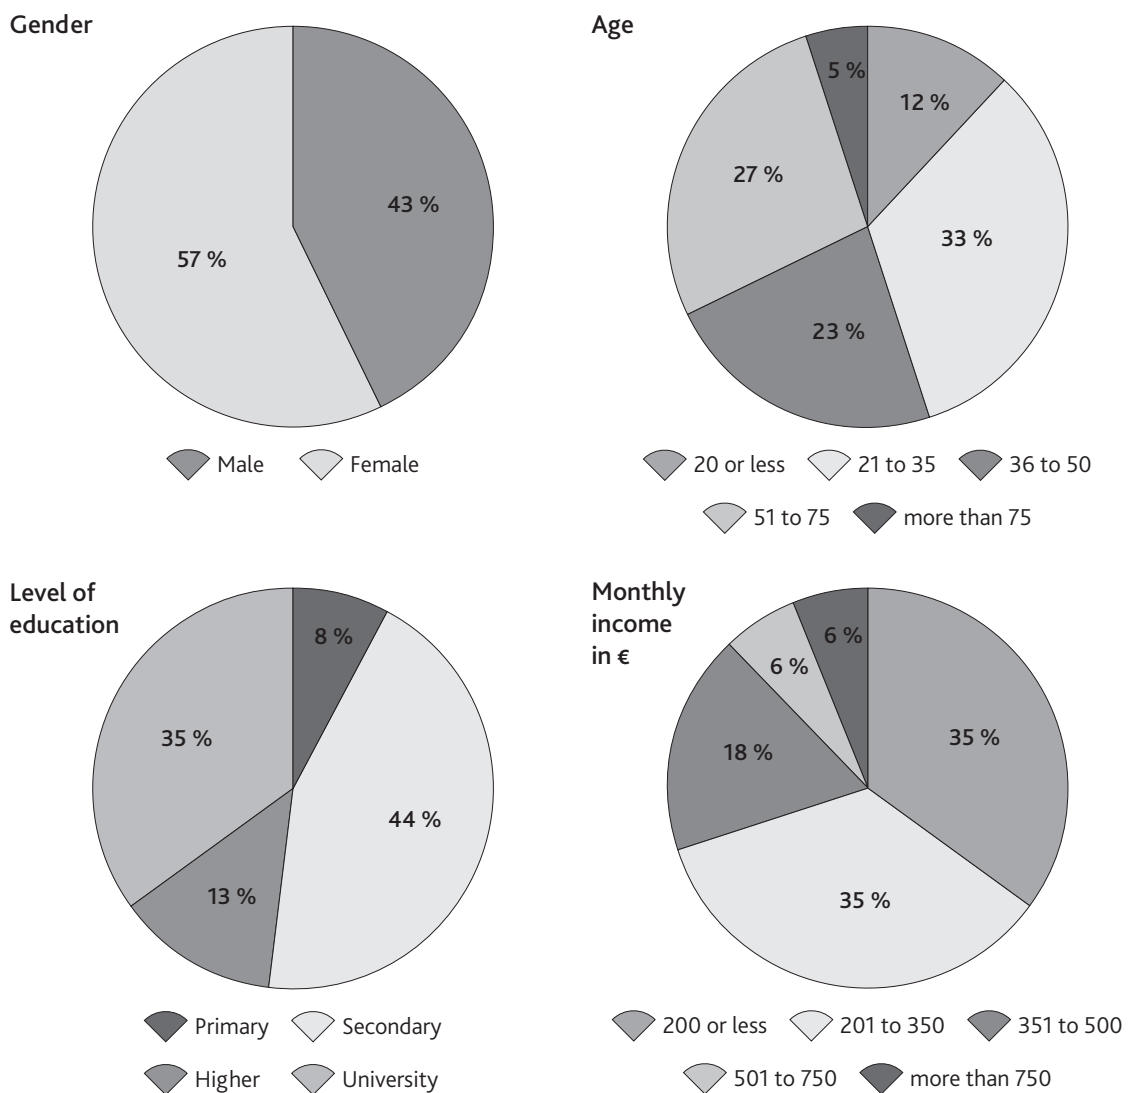 Gender
43 %
57 %
Male Female
Age
5 %
12 %
27 %
33 %
23 %
20 or less 21 to 35 36 to 50
51 to 75 more than 75
Level of
education
8 %
35 %
44 %
13 %
Primary Secondary
Higher University
Monthly
income
in €
6 %
6 %
35 %
18 %
35 %
200 or less 201 to 350 351 to 500
501 to 750 more than 750